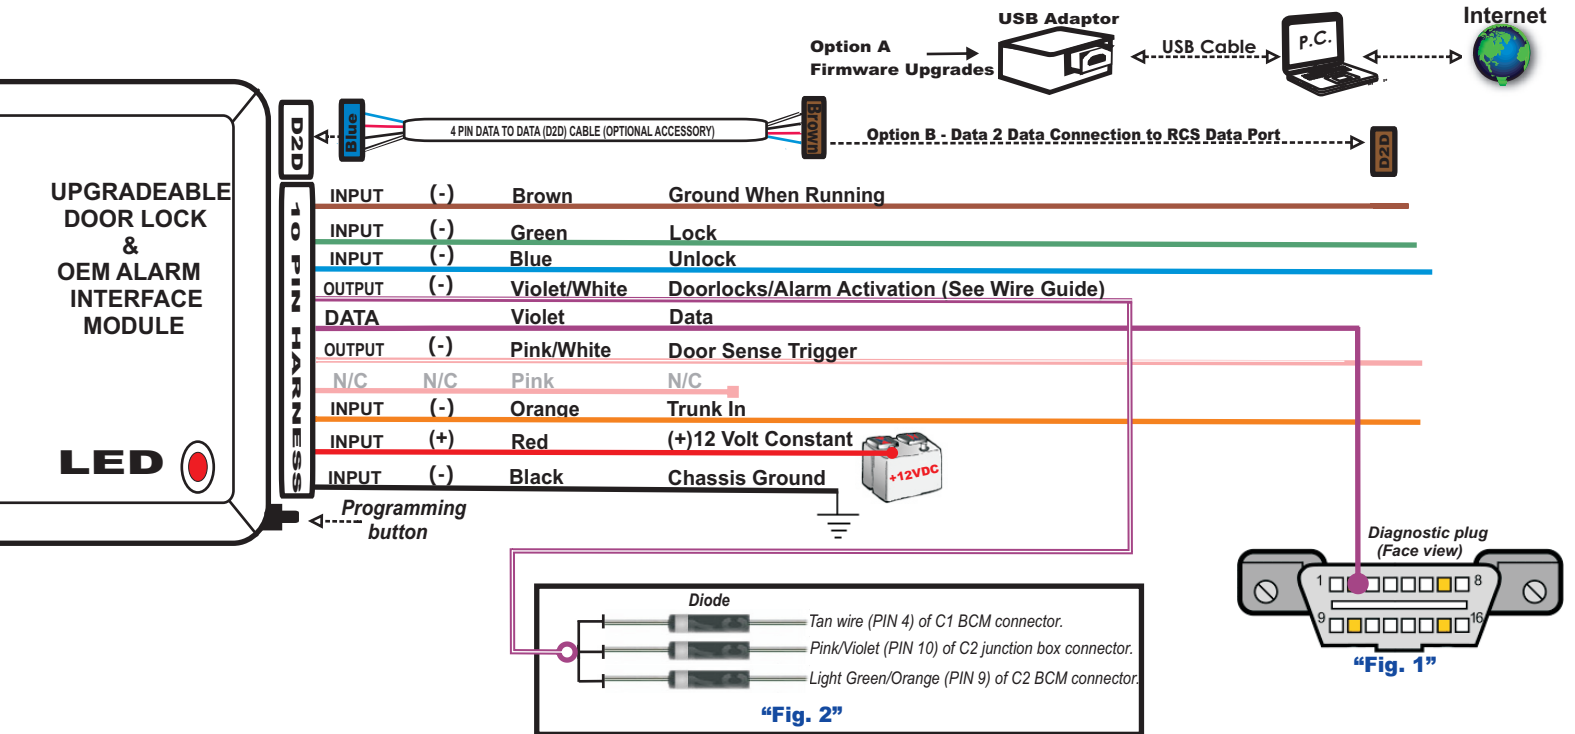 USB Adaptor
Internet
Option A
Firmware Upgrades
USB Cable
P.C.
D2D
Blue
4 PIN DATA TO DATA (D2D) CABLE (OPTIONAL ACCESSORY)
Brown
Option B - Data 2 Data Connection to RCS Data Port
D2D
UPGRADEABLE
DOOR LOCK
&
OEM ALARM
INTERFACE
MODULE
LED
10 PIN HARNESS
INPUT (-) Brown Ground When Running
INPUT (-) Green Lock
INPUT (-) Blue Unlock
OUTPUT (-) Violet/White Doorlocks/Alarm Activation (See Wire Guide)
DATA Violet Data
OUTPUT (-) Pink/White Door Sense Trigger
N/C N/C Pink N/C
INPUT (-) Orange Trunk In
INPUT (+) Red (+)12 Volt Constant
+12VDC
INPUT (-) Black Chassis Ground
Programming
button
Diagnostic plug
(Face view)
1 8
9 16
“Fig. 1”
Diode
Tan wire (PIN 4) of C1 BCM connector.
Pink/Violet (PIN 10) of C2 junction box connector.
Light Green/Orange (PIN 9) of C2 BCM connector.
“Fig. 2”